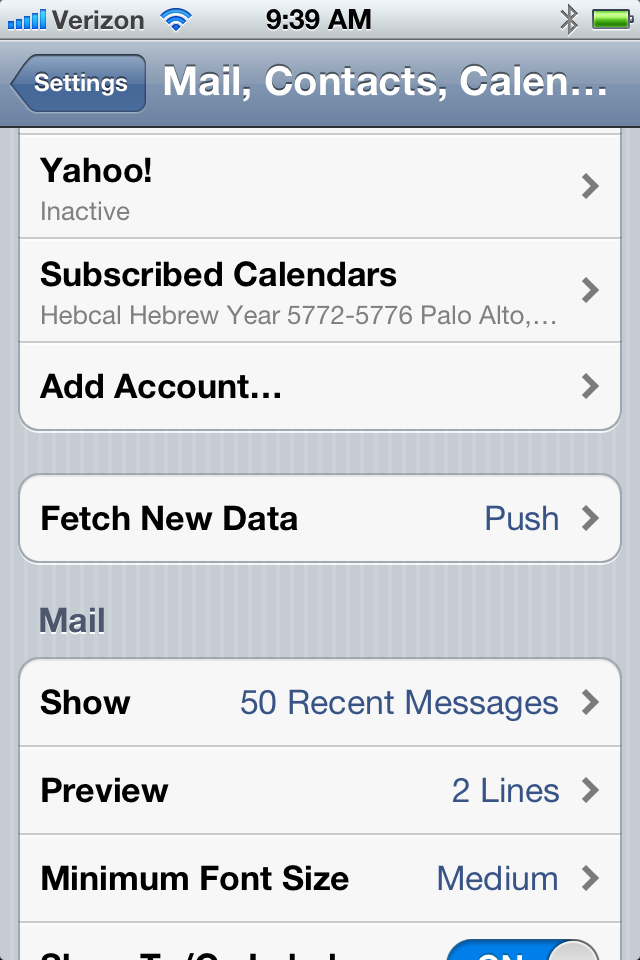 Verizon 9:39 AM
Settings Mail, Contacts, Calen...
Yahoo!
Inactive
Subscribed Calendars
Hebcal Hebrew Year 5772-5776 Palo Alto,...
Add Account...
Fetch New Data Push
Mail
Show 50 Recent Messages
Preview 2 Lines
Minimum Font Size Medium
ON